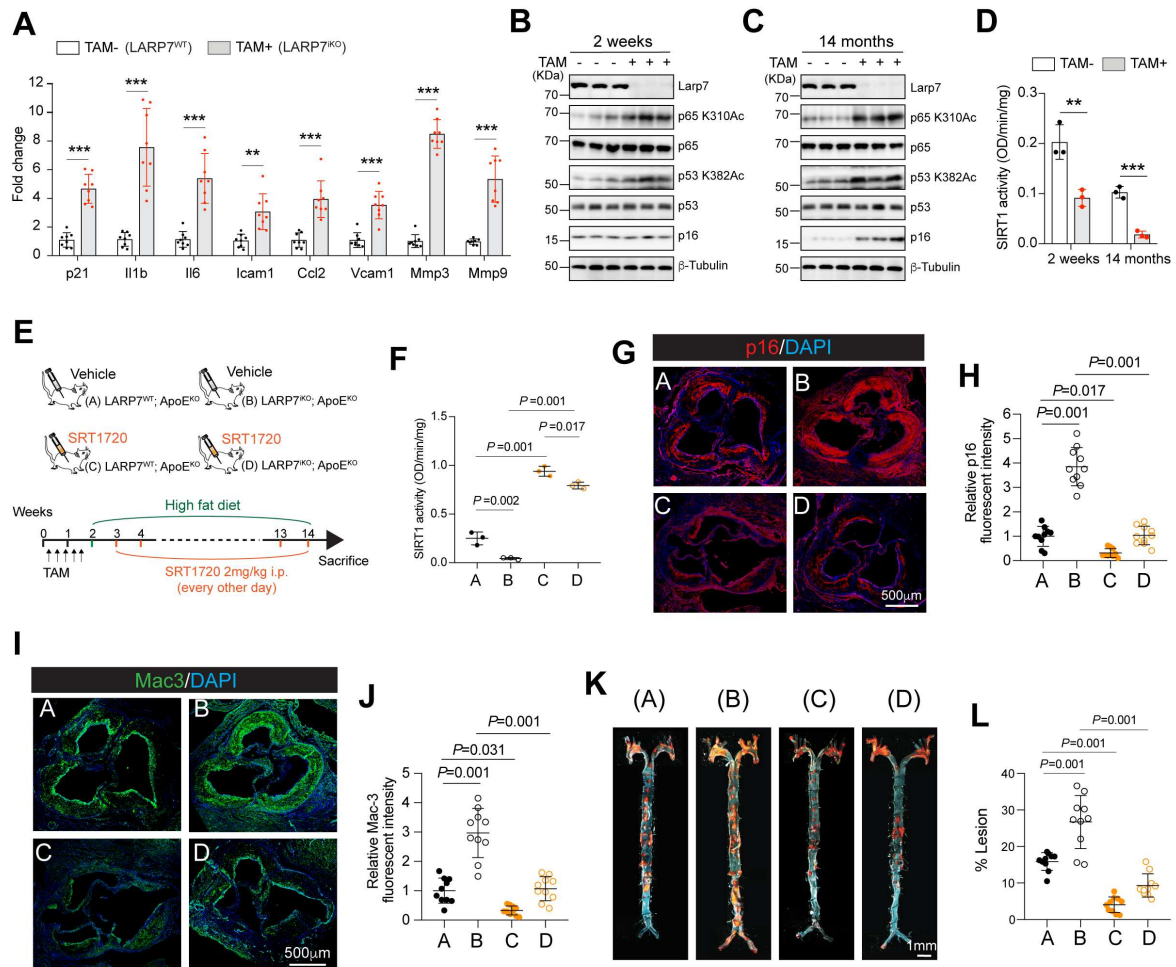 A
TAM- (LARP7WT) TAM+ (LARP7iKO)
Fold change
12
10
8
6
4
2
0
*** *** *** ** *** *** *** ***
p21 Il1b Il6 Icam1 Ccl2 Vcam1 Mmp3 Mmp9
B
2 weeks
TAM - - - + + +
(KDa)
70 Larp7
70 p65 K310Ac
70 p65
50 p53 K382Ac
50 p53
15 p16
50 β-Tubulin
C
14 months
TAM - - - + + +
(KDa)
70 Larp7
70 p65 K310Ac
70 p65
50 p53 K382Ac
50 p53
15 p16
50 β-Tubulin
D
TAM- TAM+
SIRT1 activity (OD/min/mg)
0.3
0.2
0.1
0.0
** ***
2 weeks 14 months
E
Vehicle Vehicle
(A) LARP7WT; ApoEKO (B) LARP7iKO; ApoEKO
SRT1720 SRT1720
(C) LARP7WT; ApoEKO (D) LARP7iKO; ApoEKO
High fat diet
Weeks
0 1 2 3 4 13 14
TAM
SRT1720 2mg/kg i.p.
(every other day)
Sacrifice
F
SIRT1 activity (OD/min/mg)
1.5
1.0
0.5
0.0
P=0.001
P=0.017
P=0.001
P=0.002
A B C D
G
p16/DAPI
A B
C D
500μm
H
Relative p16
fluorescent intensity
6
5
4
3
2
1
0
P=0.001
P=0.017
P=0.001
A B C D
I
Mac3/DAPI
A B
C D
500μm
J
Relative Mac-3
fluorescent intensity
5
4
3
2
1
0
P=0.001
P=0.031
P=0.001
A B C D
K
(A) (B) (C) (D)
1mm
L
% Lesion
40
30
20
10
0
P=0.001
P=0.001
P=0.001
A B C D